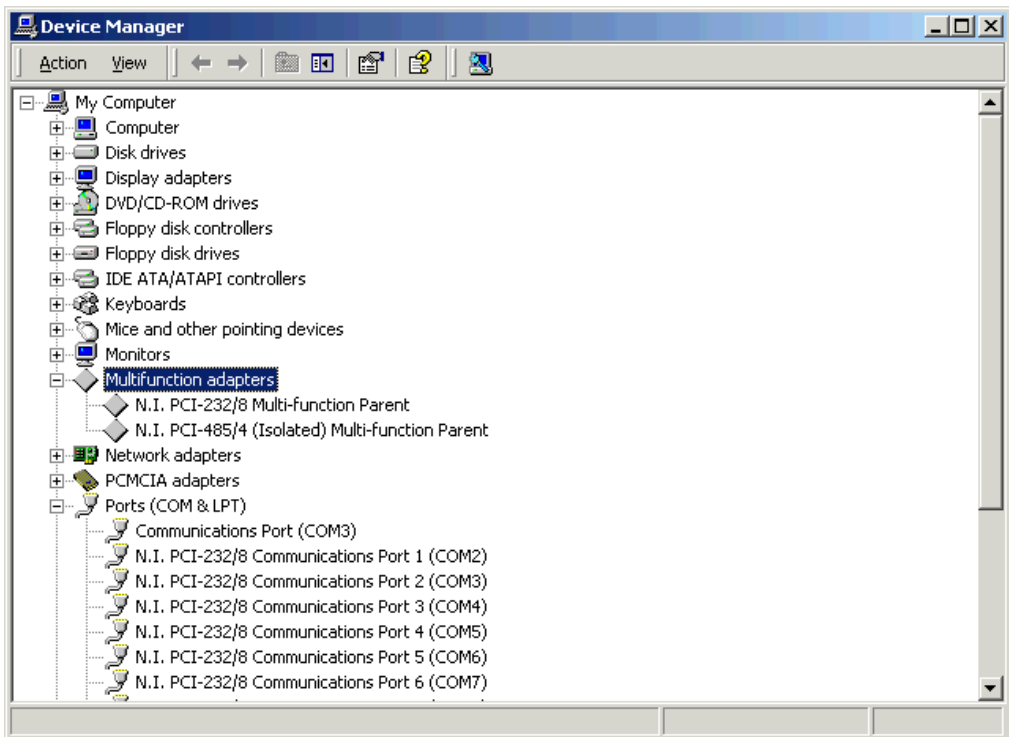 Device Manager
Action View
My Computer
Computer
Disk drives
Display adapters
DVD/CD-ROM drives
Floppy disk controllers
Floppy disk drives
IDE ATA/ATAPI controllers
Keyboards
Mice and other pointing devices
Monitors
Multifunction adapters
N.I. PCI-232/8 Multi-function Parent
N.I. PCI-485/4 (Isolated) Multi-function Parent
Network adapters
PCMCIA adapters
Ports (COM & LPT)
Communications Port (COM3)
N.I. PCI-232/8 Communications Port 1 (COM2)
N.I. PCI-232/8 Communications Port 2 (COM3)
N.I. PCI-232/8 Communications Port 3 (COM4)
N.I. PCI-232/8 Communications Port 4 (COM5)
N.I. PCI-232/8 Communications Port 5 (COM6)
N.I. PCI-232/8 Communications Port 6 (COM7)